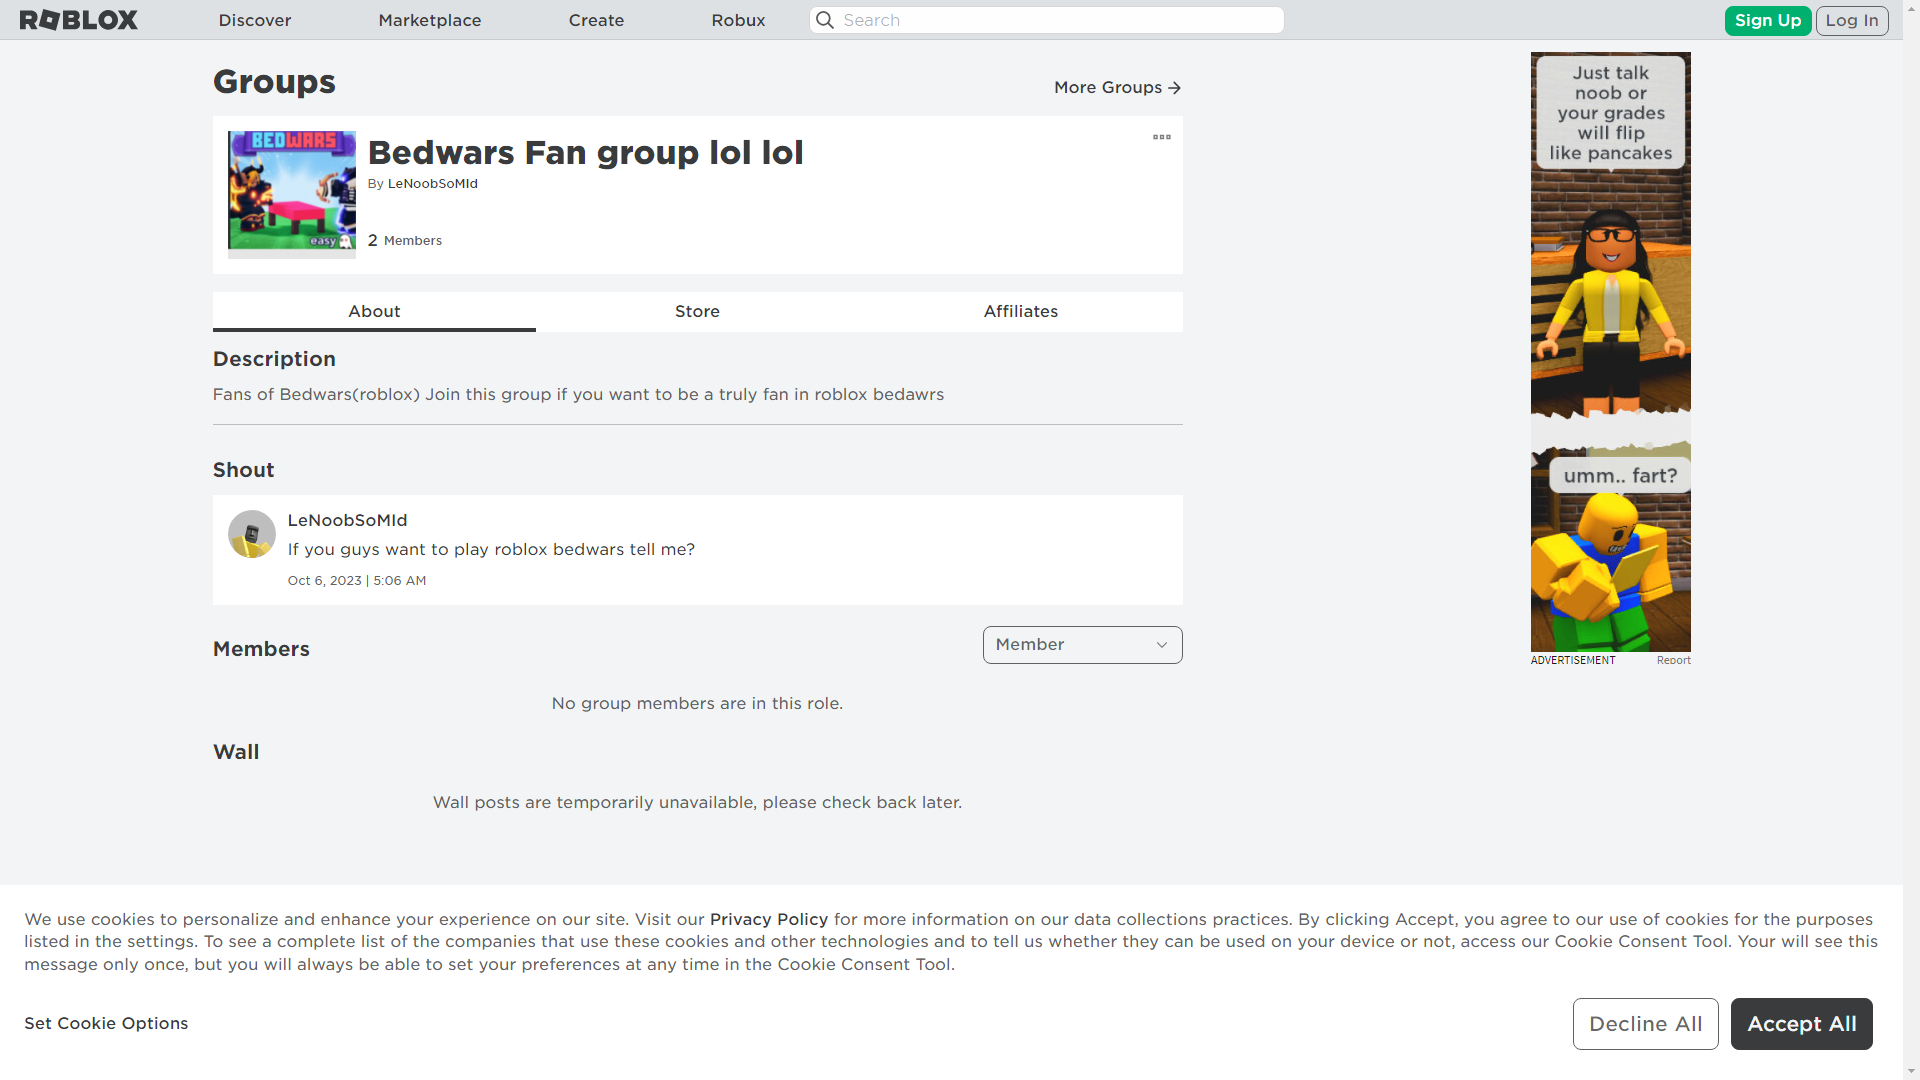 ROBLOX
Discover
Marketplace
Create
Robux
Search
Sign Up
Log In
Groups
More Groups
BEDWARS
easy
Bedwars Fan group lol lol
By LeNoobSoMId
2 Members
About
Store
Affiliates
Description
Fans of Bedwars(roblox) Join this group if you want to be a truly fan in roblox bedawrs
Shout
LeNoobSoMId
If you guys want to play roblox bedwars tell me?
Oct 6, 2023 | 5:06 AM
Members
Member
No group members are in this role.
Wall
Wall posts are temporarily unavailable, please check back later.
Just talk
noob or
your grades
will flip
like pancakes
umm.. fart?
ADVERTISEMENT
Report
We use cookies to personalize and enhance your experience on our site. Visit our Privacy Policy for more information on our data collections practices. By clicking Accept, you agree to our use of cookies for the purposes
listed in the settings. To see a complete list of the companies that use these cookies and other technologies and to tell us whether they can be used on your device or not, access our Cookie Consent Tool. Your will see this
message only once, but you will always be able to set your preferences at any time in the Cookie Consent Tool.
Set Cookie Options
Decline All
Accept All